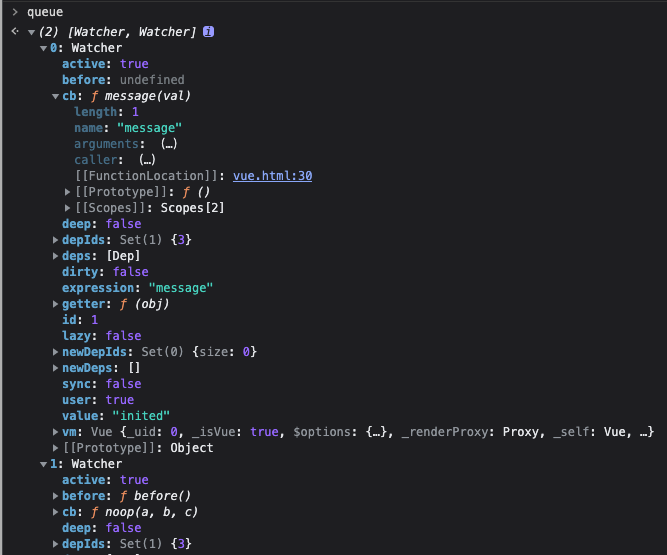 queue
(2) [Watcher, Watcher] i
0: Watcher
active: true
before: undefined
cb: ƒ message(val)
length: 1
name: "message"
arguments: (…)
caller: (…)
[[FunctionLocation]]: vue.html:30
[[Prototype]]: ƒ ()
[[Scopes]]: Scopes[2]
deep: false
depIds: Set(1) {3}
deps: [Dep]
dirty: false
expression: "message"
getter: ƒ (obj)
id: 1
lazy: false
newDepIds: Set(0) {size: 0}
newDeps: []
sync: false
user: true
value: "inited"
vm: Vue {_uid: 0, _isVue: true, $options: {…}, _renderProxy: Proxy, _self: Vue, …}
[[Prototype]]: Object
1: Watcher
active: true
before: ƒ before()
cb: ƒ noop(a, b, c)
deep: false
depIds: Set(1) {3}